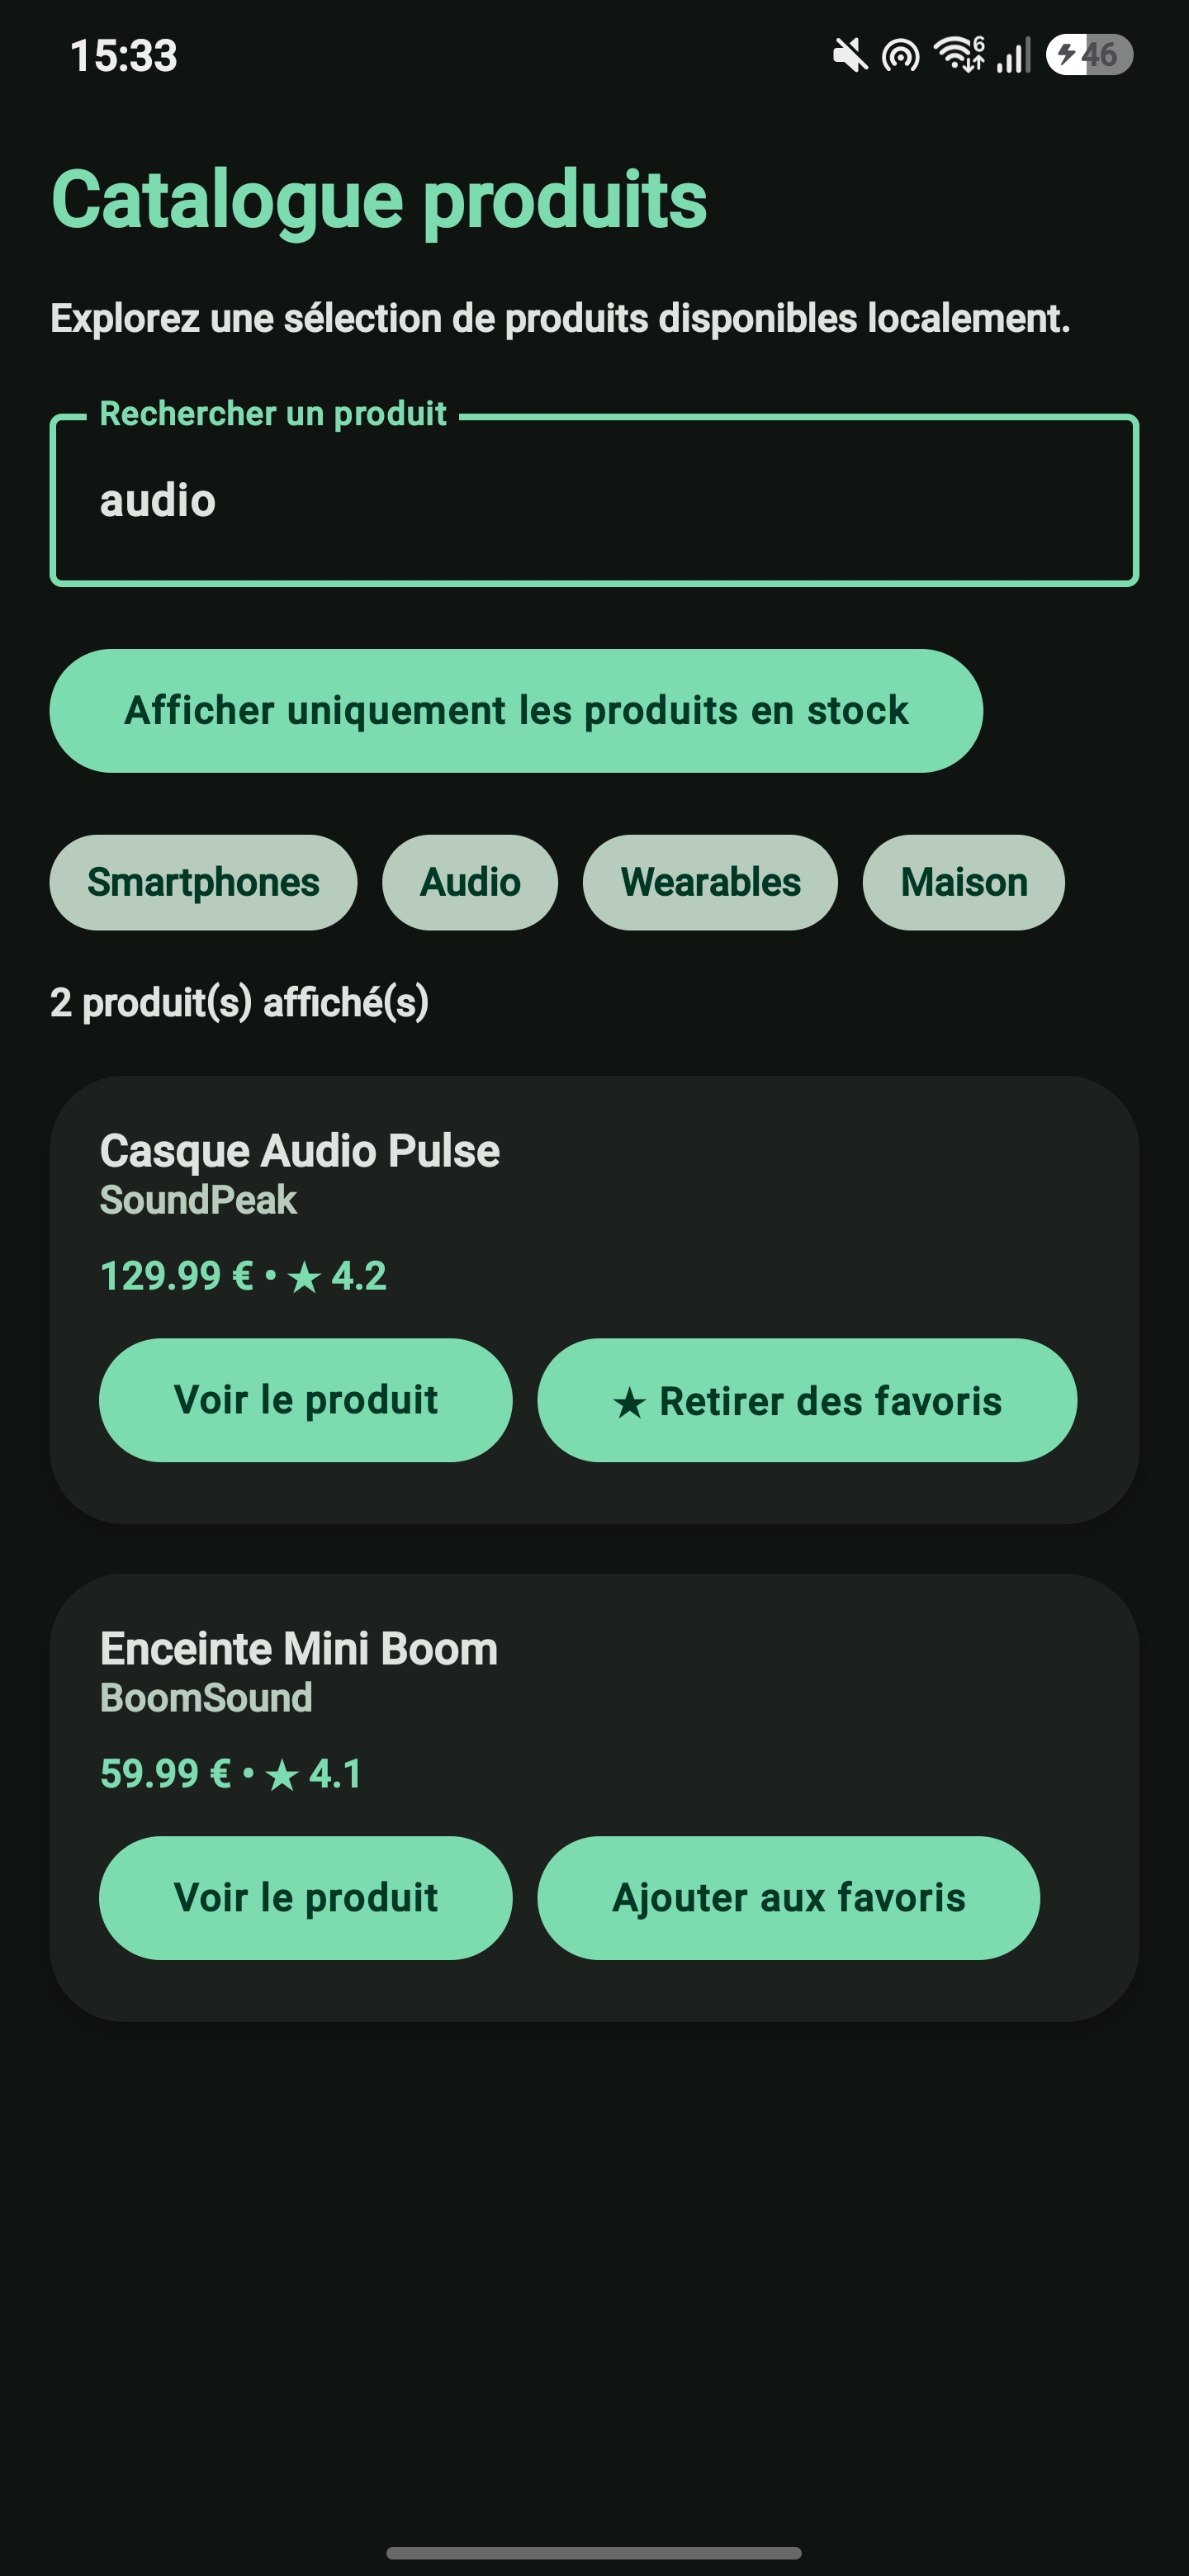 15:33
6
46
Catalogue produits
Explorez une sélection de produits disponibles localement.
Rechercher un produit
audio
Afficher uniquement les produits en stock
Smartphones Audio Wearables Maison
2 produit(s) affiché(s)
Casque Audio Pulse
SoundPeak
129.99 € • ★ 4.2
Voir le produit ★ Retirer des favoris
Enceinte Mini Boom
BoomSound
59.99 € • ★ 4.1
Voir le produit Ajouter aux favoris